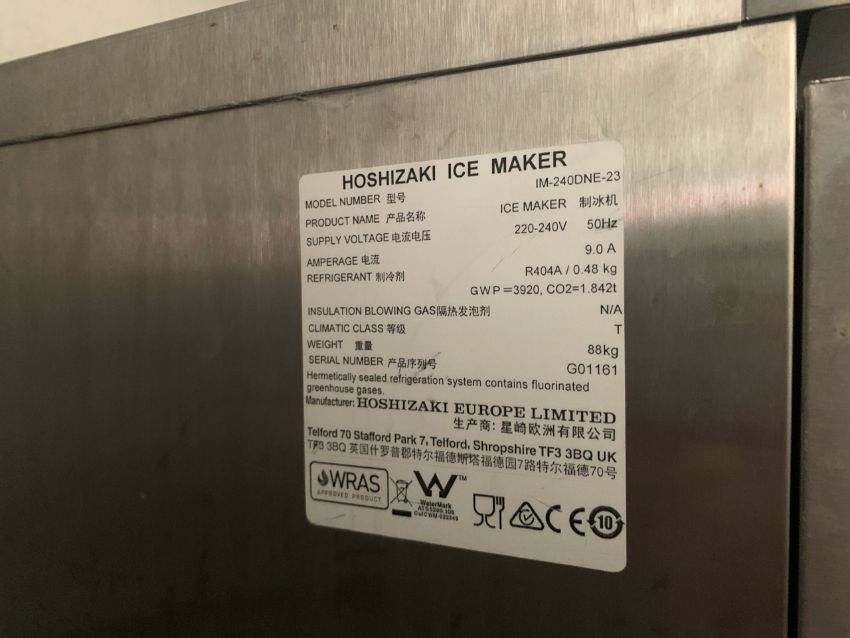 HOSHIZAKI ICE MAKER
MODEL NUMBER 型号 IM-240DNE-23
PRODUCT NAME 产品名称 ICE MAKER 制冰机
SUPPLY VOLTAGE 电流电压 220-240V 50Hz
AMPERAGE 电流 9.0 A
REFRIGERANT 制冷剂 R404A / 0.48 kg
GWP=3920, CO2=1.842t
INSULATION BLOWING GAS隔热发泡剂 N/A
CLIMATIC CLASS 等级 T
WEIGHT 重量 88kg
SERIAL NUMBER 产品序列号 G01161
Hermetically sealed refrigeration system contains fluorinated
greenhouse gases.
Manufacturer: HOSHIZAKI EUROPE LIMITED
生产商: 星崎欧洲有限公司
Telford 70 Stafford Park 7, Telford, Shropshire TF3 3BQ UK
TF3 3BQ 英国什罗普郡特尔福德斯塔福德园7路特尔福德70号
WRAS
APPROVED PRODUCT
TM
WaterMark
CE
10